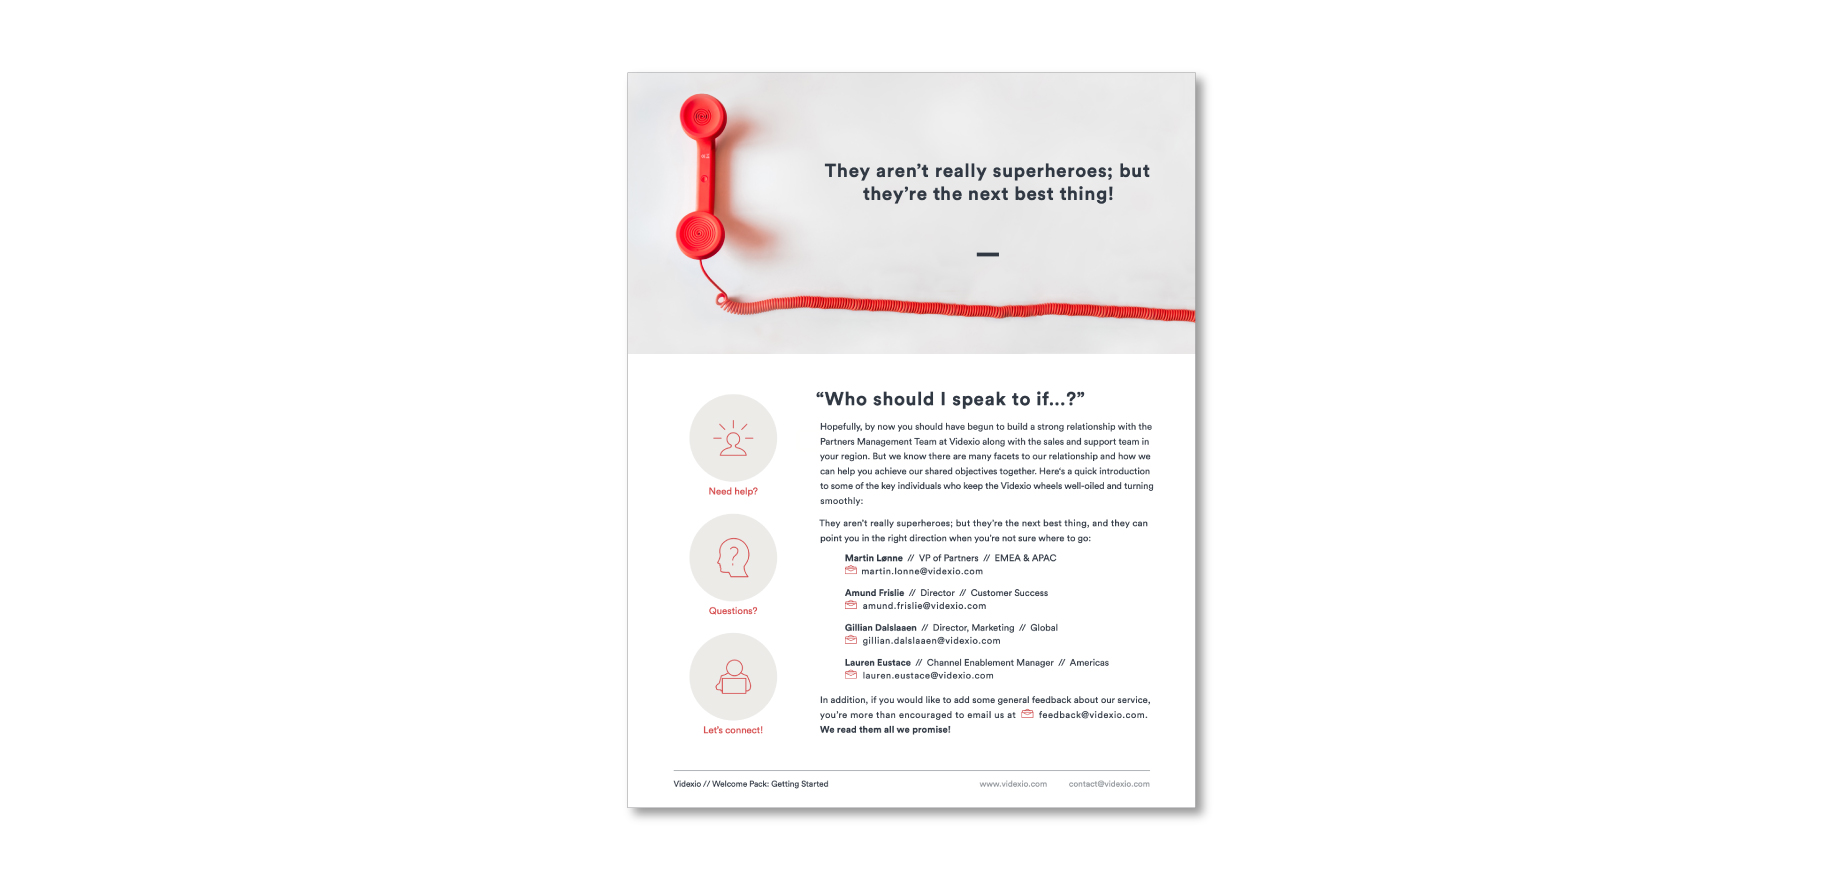 They aren’t really superheroes; but
they’re the next best thing!
“Who should I speak to if...?”
Hopefully, by now you should have begun to build a strong relationship with the
Partners Management Team at Videxio along with the sales and support team in
your region. But we know there are many facets to our relationship and how we
can help you achieve our shared objectives together. Here's a quick introduction
to some of the key individuals who keep the Videxio wheels well-oiled and turning
smoothly:
They aren’t really superheroes; but they’re the next best thing, and they can
point you in the right direction when you’re not sure where to go:
Martin Lønne // VP of Partners // EMEA & APAC
martin.lonne@videxio.com
Amund Frislie // Director // Customer Success
amund.frislie@videxio.com
Gillian Dalslaaen // Director, Marketing // Global
gillian.dalslaaen@videxio.com
Lauren Eustace // Channel Enablement Manager // Americas
lauren.eustace@videxio.com
In addition, if you would like to add some general feedback about our service,
you’re more than encouraged to email us at feedback@videxio.com.
We read them all we promise!
Need help?
Questions?
Let’s connect!
Videxio // Welcome Pack: Getting Started
www.videxio.com
contact@videxio.com